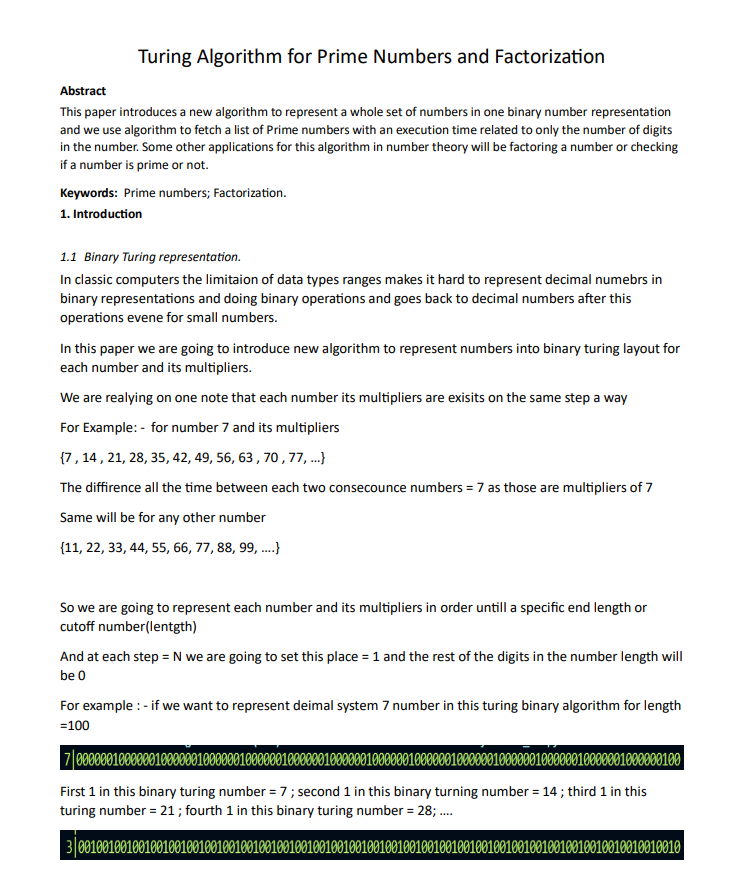 Turing Algorithm for Prime Numbers and Factorization
Abstract
This paper introduces a new algorithm to represent a whole set of numbers in one binary number representation
and we use algorithm to fetch a list of Prime numbers with an execution time related to only the number of digits
in the number. Some other applications for this algorithm in number theory will be factoring a number or checking
if a number is prime or not.
Keywords: Prime numbers; Factorization.
1. Introduction
1.1 Binary Turing representation.
In classic computers the limitaion of data types ranges makes it hard to represent decimal numebrs in
binary representations and doing binary operations and goes back to decimal numbers after this
operations evene for small numbers.
In this paper we are going to introduce new algorithm to represent numbers into binary turing layout for
each number and its multipliers.
We are realying on one note that each number its multipliers are exisits on the same step a way
For Example: - for number 7 and its multipliers
{7 , 14 , 21, 28, 35, 42, 49, 56, 63 , 70 , 77, ...}
The diffirence all the time between each two consecounce numbers = 7 as those are multipliers of 7
Same will be for any other number
{11, 22, 33, 44, 55, 66, 77, 88, 99, ....}
So we are going to represent each number and its multipliers in order untill a specific end length or
cutoff number(lentgth)
And at each step = N we are going to set this place = 1 and the rest of the digits in the number length will
be 0
For example : - if we want to represent deimal system 7 number in this turing binary algorithm for length
=100
7|0000001000000100000010000001000000100000010000001000000100000010000001000000100000010000001000000100
First 1 in this binary turing number = 7 ; second 1 in this binary turning number = 14 ; third 1 in this
turing number = 21 ; fourth 1 in this binary turing number = 28; ....
3|0010010010010010010010010010010010010010010010010010010010010010010010010010010010010010010010010010